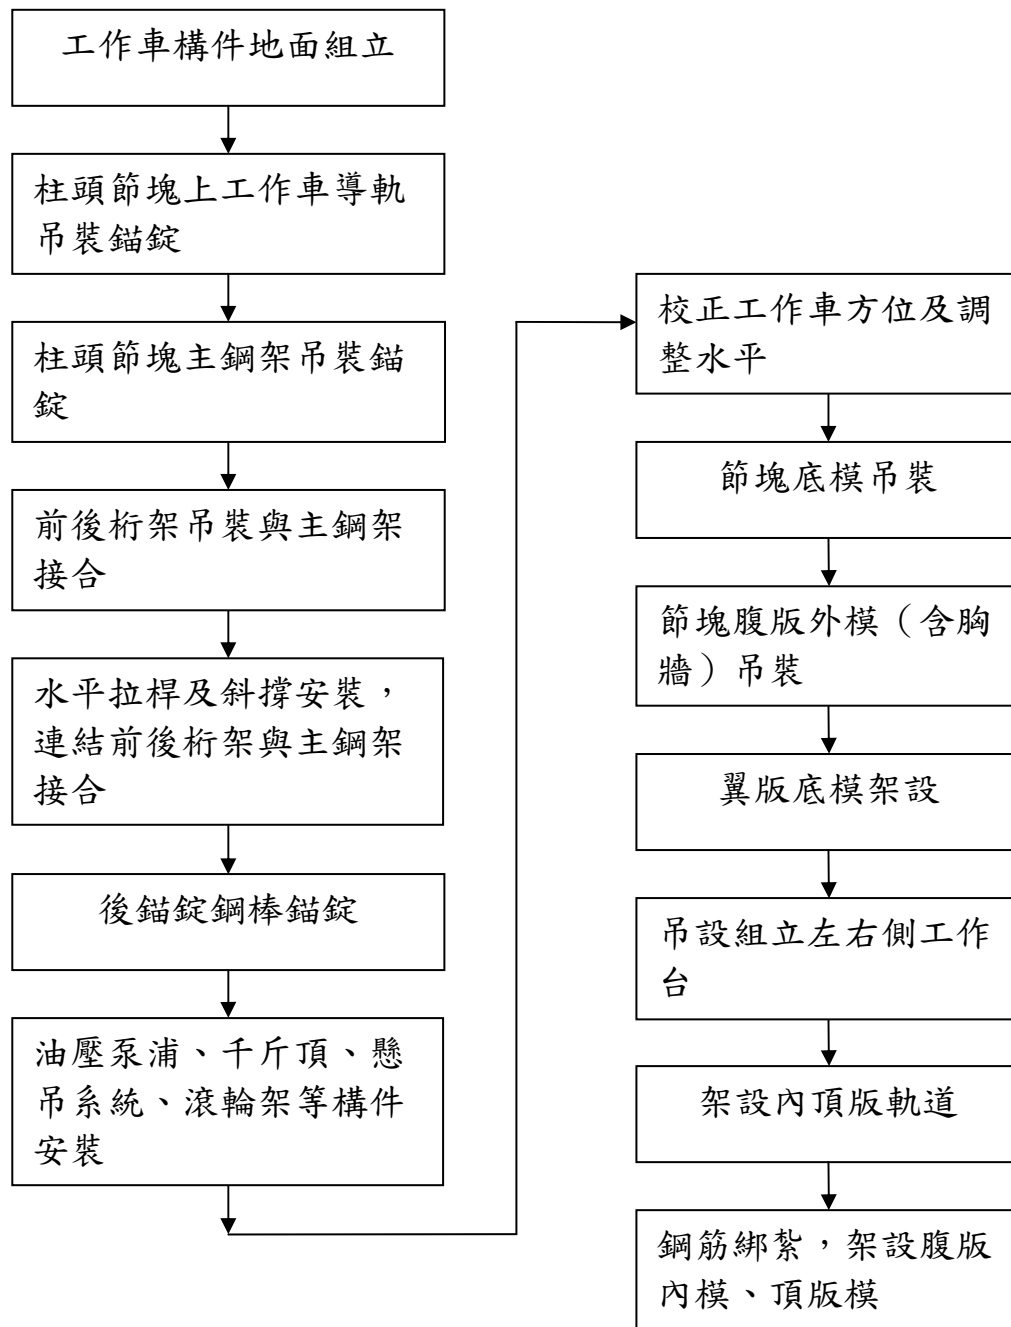 工作車構件地面組立
柱頭節塊上工作車導軌
吊裝錨錠
柱頭節塊主鋼架吊裝錨
錠
前後桁架吊裝與主鋼架
接合
水平拉桿及斜撐安裝，
連結前後桁架與主鋼架
接合
後錨錠鋼棒錨錠
油壓泵浦、千斤頂、懸
吊系統、滾輪架等構件
安裝
校正工作車方位及調
整水平
節塊底模吊裝
節塊腹版外模（含胸
牆）吊裝
翼版底模架設
吊設組立左右側工作
台
架設內頂版軌道
鋼筋綁紮，架設腹版
內模、頂版模